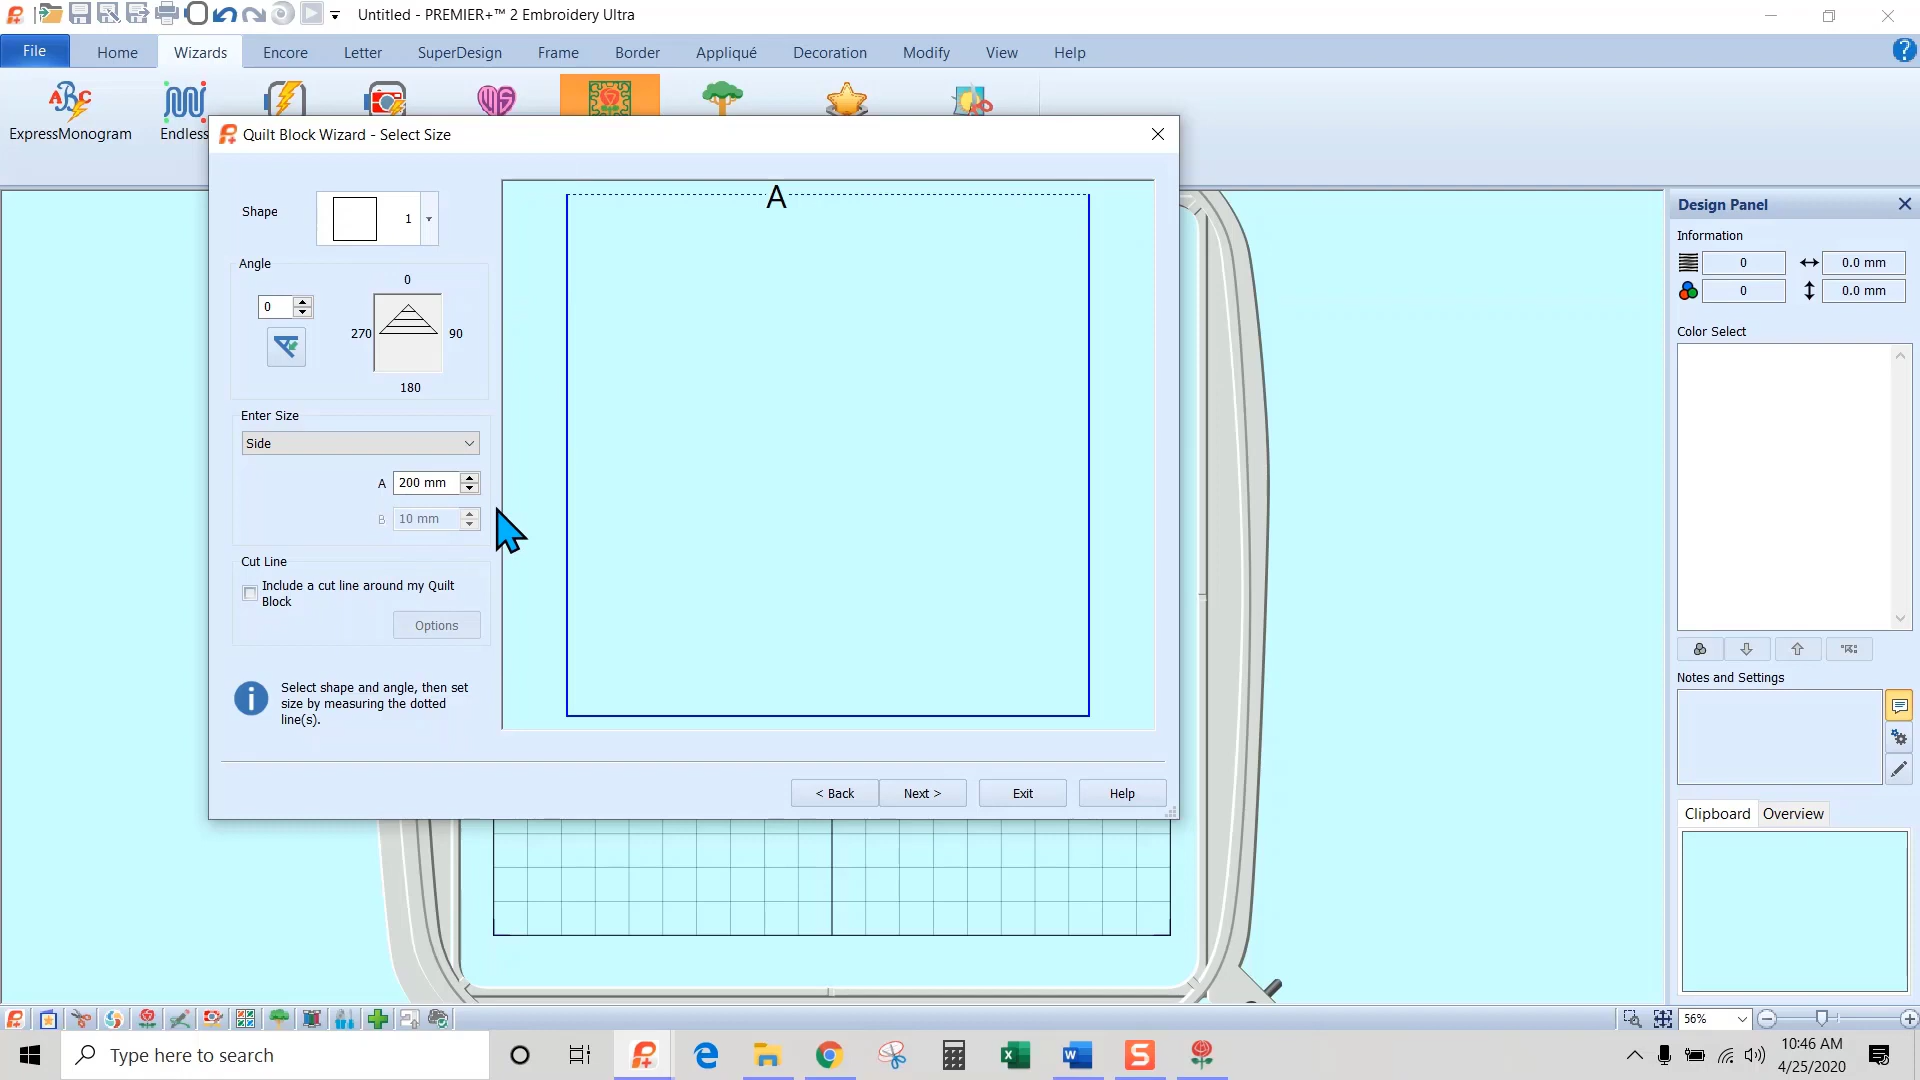 Untitled - PREMIER+™ 2 Embroidery Ultra
File
Home
Wizards
Encore
Letter
SuperDesign
Frame
Border
Appliqué
Decoration
Modify
View
Help
ExpressMonogram
Endless
Quilt Block Wizard - Select Size
Shape
1
Angle
0
0
270
90
180
Enter Size
Side
A
200 mm
B
10 mm
Cut Line
Include a cut line around my Quilt
Block
Options
Select shape and angle, then set
size by measuring the dotted
line(s).
A
< Back
Next >
Exit
Help
Design Panel
Information
0
0.0 mm
0
0.0 mm
Color Select
Notes and Settings
Clipboard
Overview
56%
Type here to search
10:46 AM
4/25/2020